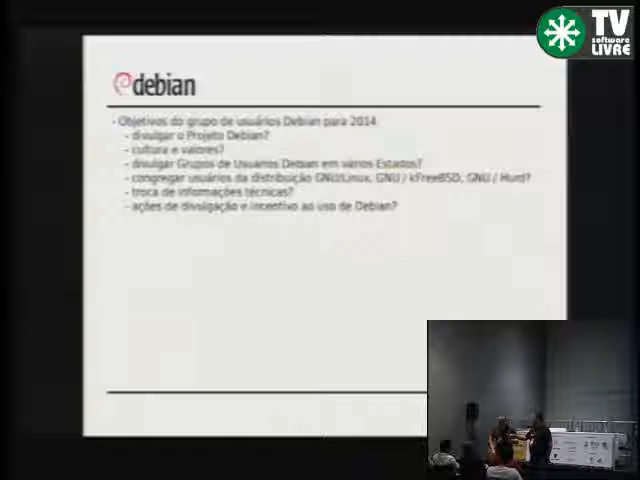 TV
software
LIVRE
debian
- Objetivos do grupo de usuários Debian para 2014
- divulgar o Projeto Debian?
- cultura e valores?
- divulgar Grupos de Usuários Debian em vários Estados?
- congregar usuários da distribuição GNU/Linux, GNU / kFreeBSD, GNU / Hurd?
- troca de informações técnicas?
- ações de divulgação e incentivo ao uso de Debian?